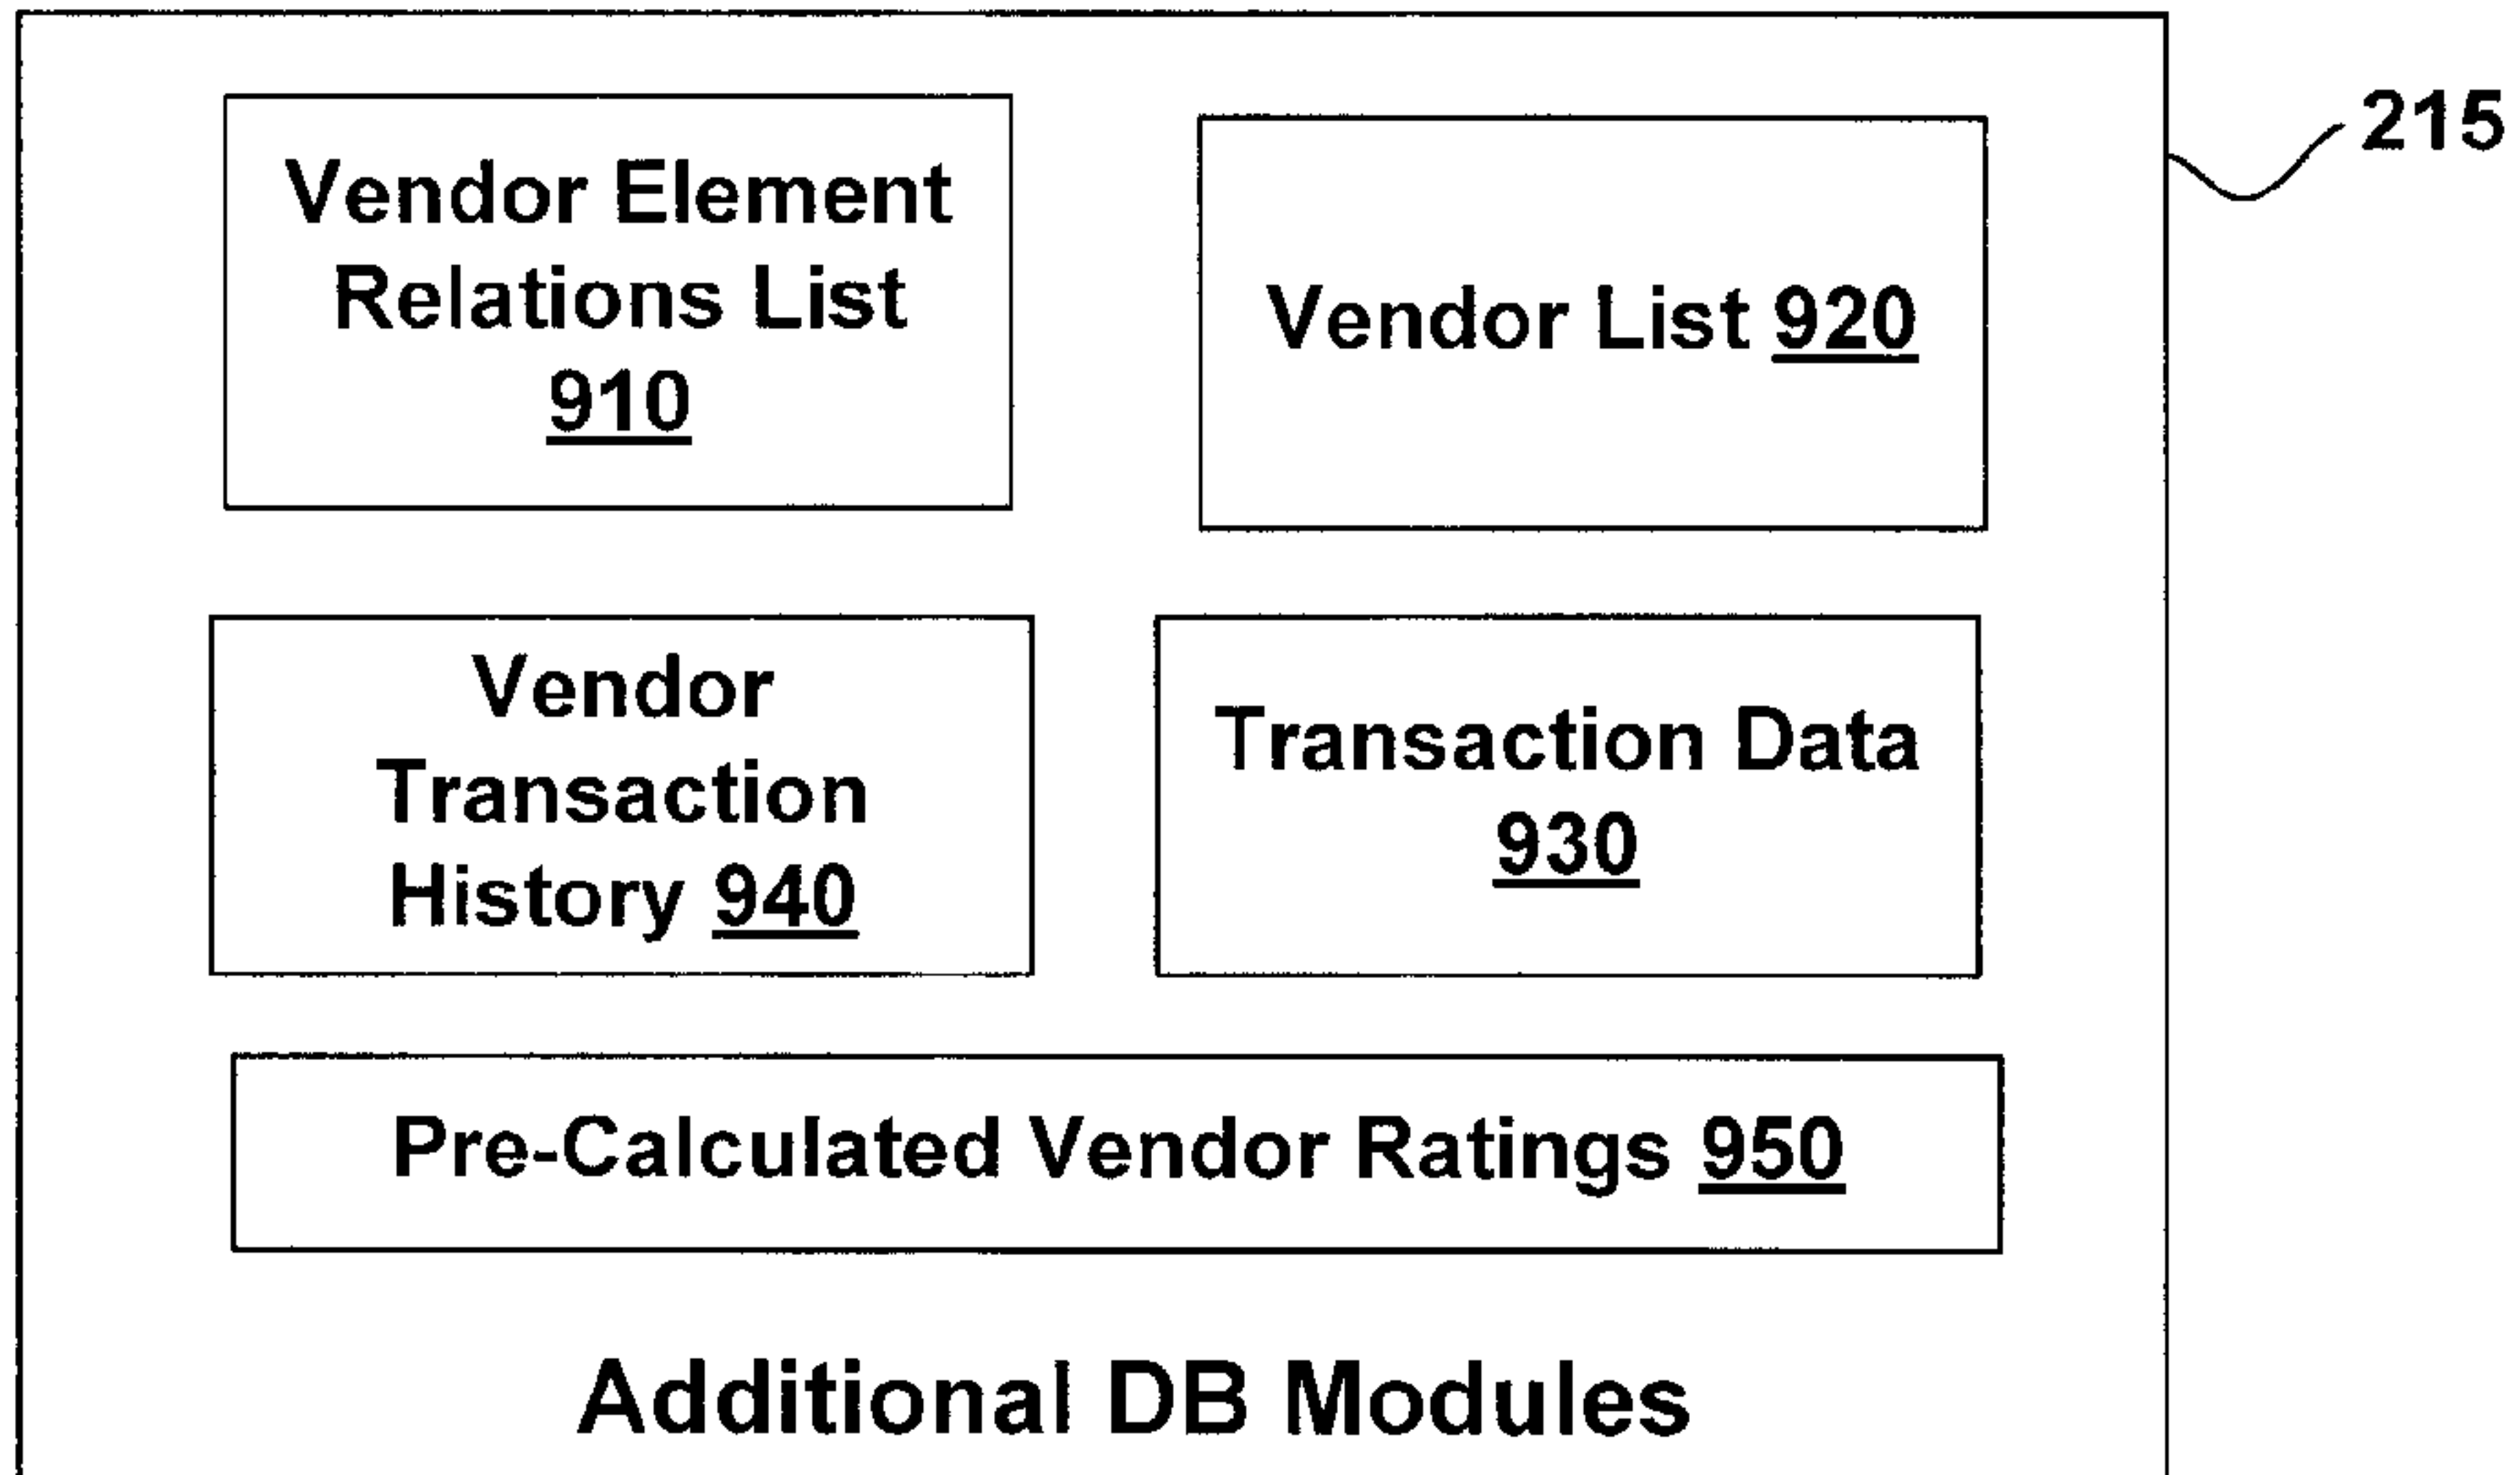 215
Vendor Element
Relations List
910
Vendor List 920
Vendor
Transaction
History 940
Transaction Data
930
Pre-Calculated Vendor Ratings 950
Additional DB Modules